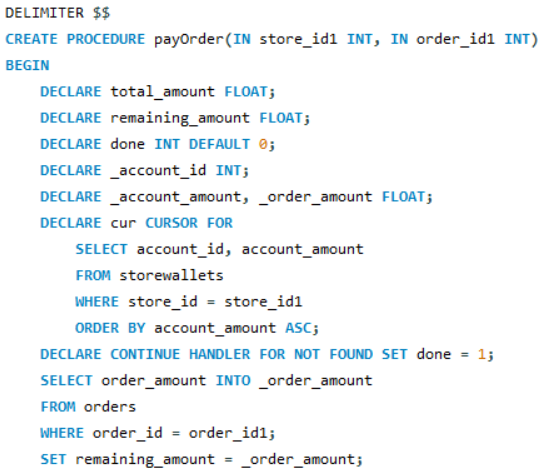 DELIMITER $$
CREATE PROCEDURE payOrder(IN store_id1 INT, IN order_id1 INT)
BEGIN
    DECLARE total_amount FLOAT;
    DECLARE remaining_amount FLOAT;
    DECLARE done INT DEFAULT 0;
    DECLARE _account_id INT;
    DECLARE _account_amount, _order_amount FLOAT;
    DECLARE cur CURSOR FOR
        SELECT account_id, account_amount
        FROM storewallets
        WHERE store_id = store_id1
        ORDER BY account_amount ASC;
    DECLARE CONTINUE HANDLER FOR NOT FOUND SET done = 1;
    SELECT order_amount INTO _order_amount
    FROM orders
    WHERE order_id = order_id1;
    SET remaining_amount = _order_amount;